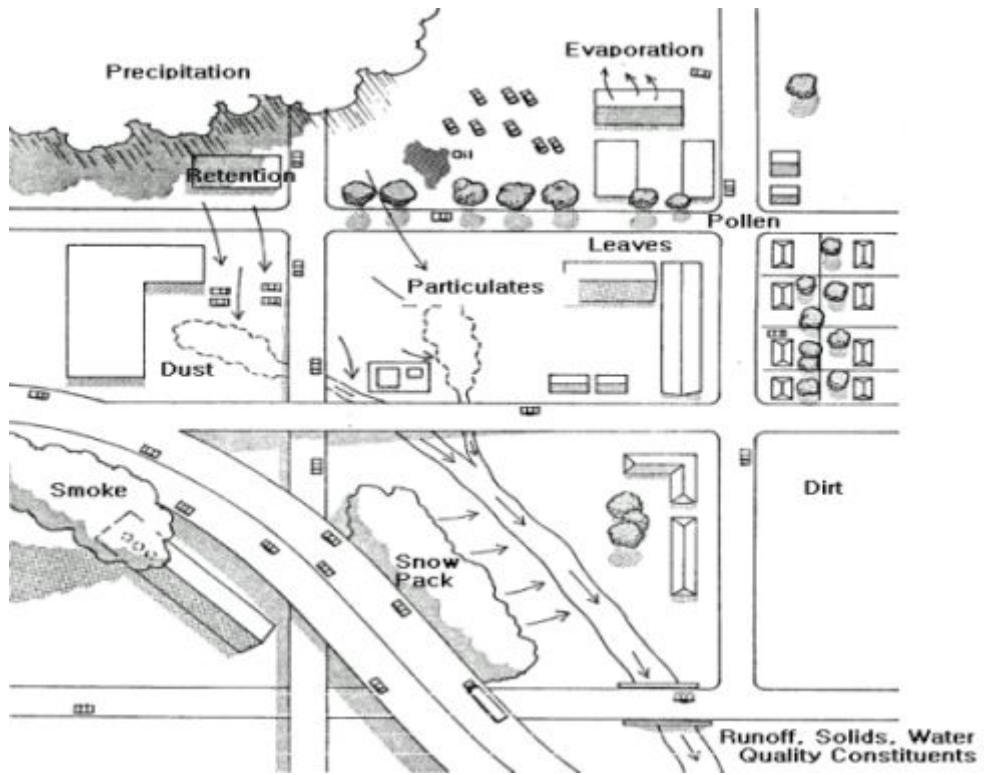 Evaporation
Precipitation
Oil
Retention
Pollen
Leaves
Particulates
Dust
Smoke
Dirt
Snow
Pack
Runoff, Solids, Water
Quality Constituents